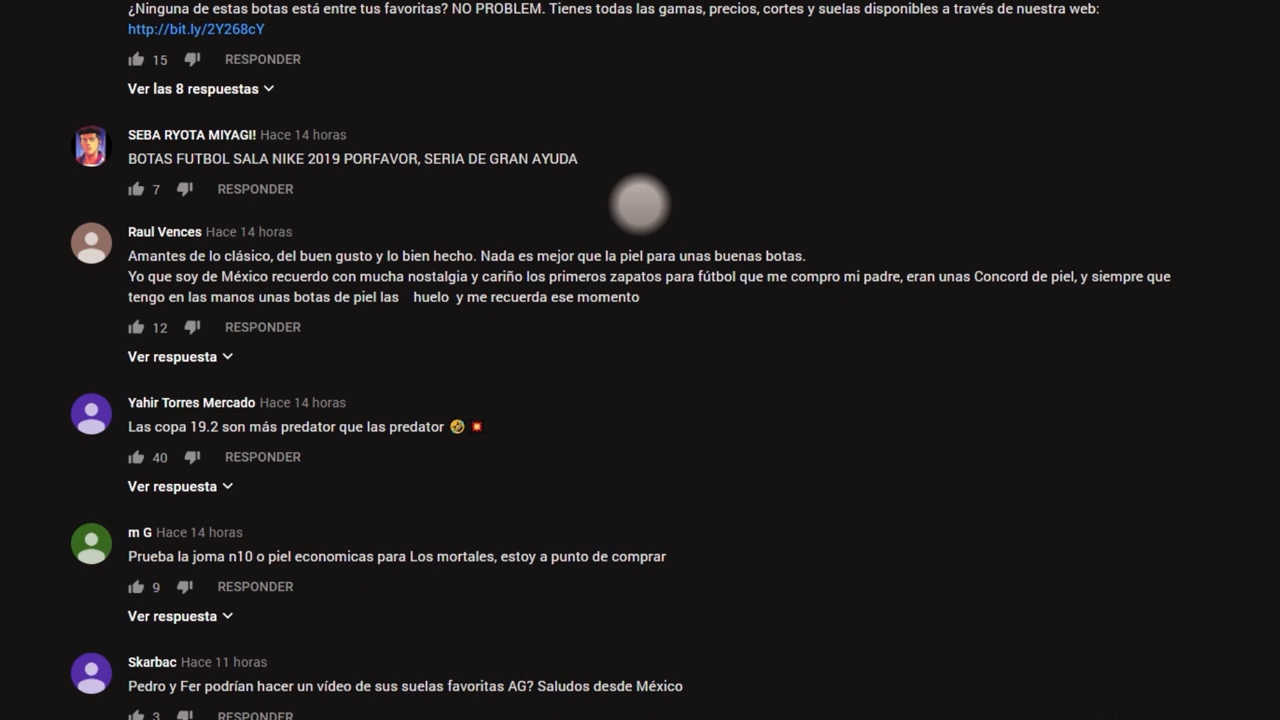 ¿Ninguna de estas botas está entre tus favoritas? NO PROBLEM. Tienes todas las gamas, precios, cortes y suelas disponibles a través de nuestra web:
http://bit.ly/2Y268cY
15 RESPONDER
Ver las 8 respuestas
SEBA RYOTA MIYAGI! Hace 14 horas
BOTAS FUTBOL SALA NIKE 2019 PORFAVOR, SERIA DE GRAN AYUDA
7 RESPONDER
Raul Vences Hace 14 horas
Amantes de lo clásico, del buen gusto y lo bien hecho. Nada es mejor que la piel para unas buenas botas.
Yo que soy de México recuerdo con mucha nostalgia y cariño los primeros zapatos para fútbol que me compro mi padre, eran unas Concord de piel, y siempre que
tengo en las manos unas botas de piel las huelo y me recuerda ese momento
12 RESPONDER
Ver respuesta
Yahir Torres Mercado Hace 14 horas
Las copa 19.2 son más predator que las predator 🤣 💥
40 RESPONDER
Ver respuesta
m G Hace 14 horas
Prueba la joma n10 o piel economicas para Los mortales, estoy a punto de comprar
9 RESPONDER
Ver respuesta
Skarbac Hace 11 horas
Pedro y Fer podrían hacer un vídeo de sus suelas favoritas AG? Saludos desde México
3 RESPONDER